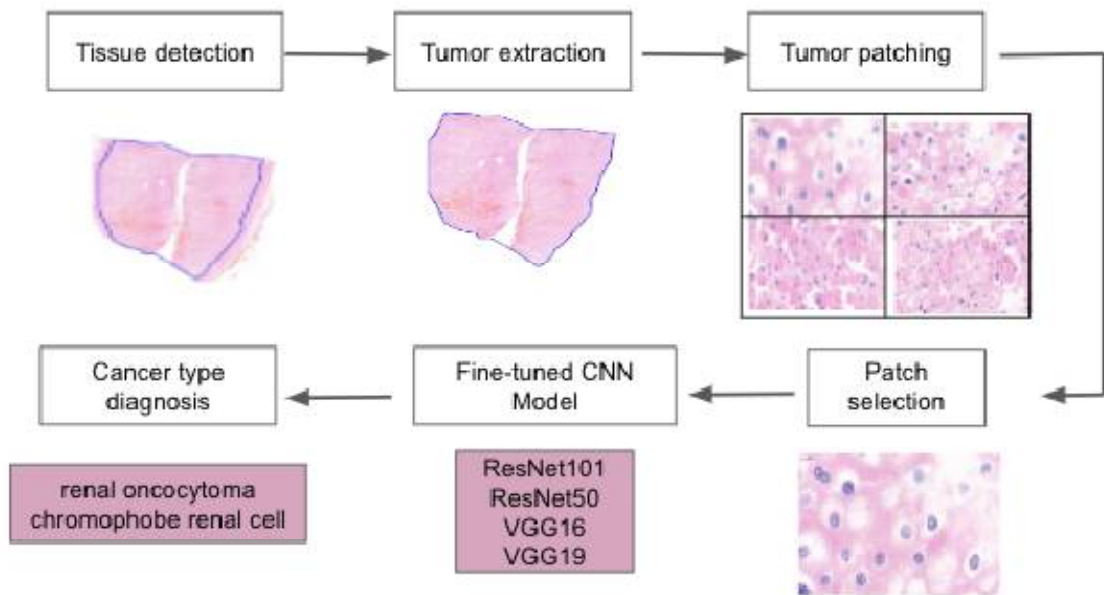 Tissue detection
Tumor extraction
Tumor patching
Patch
selection
Fine-tuned CNN
Model
Cancer type
diagnosis
ResNet101
ResNet50
VGG16
VGG19
renal oncocytoma
chromophobe renal cell